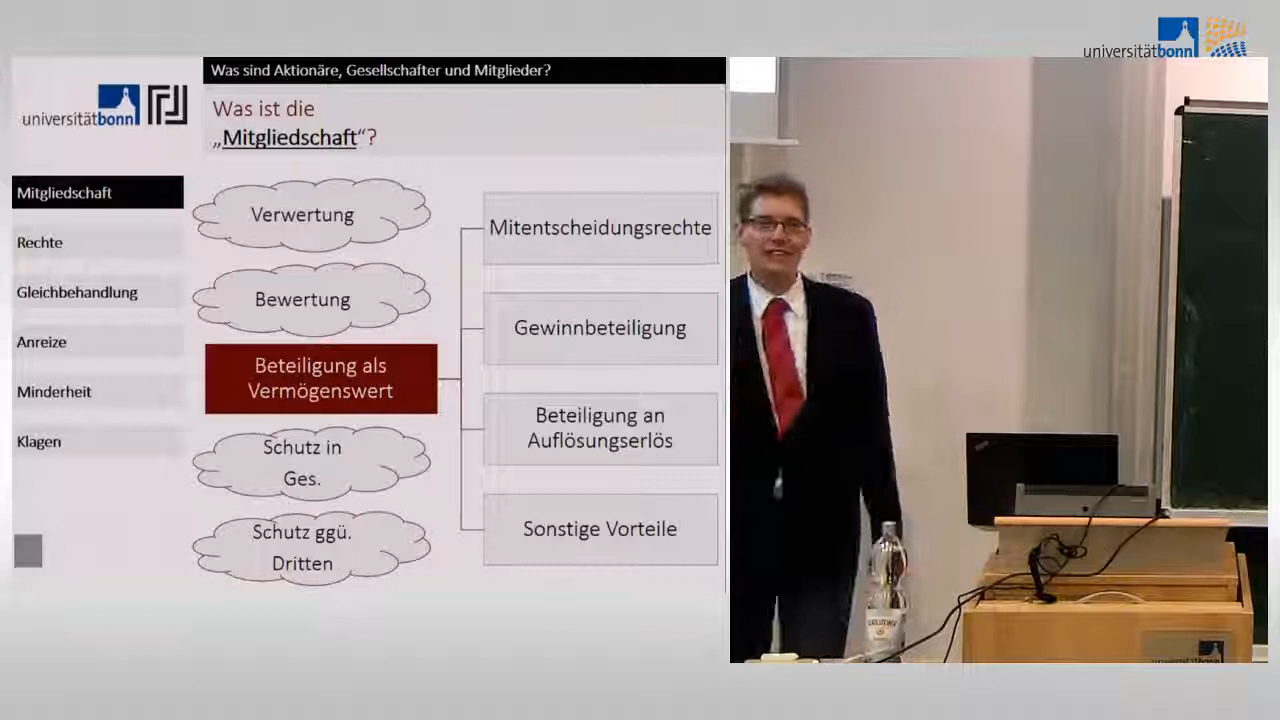 universitätbonn
Was sind Aktionäre, Gesellschafter und Mitglieder?
universitätbonn
Was ist die
„Mitgliedschaft“?
Mitgliedschaft
Rechte
Gleichbehandlung
Anreize
Minderheit
Klagen
Verwertung
Bewertung
Beteiligung als
Vermögenswert
Schutz in
Ges.
Schutz ggü.
Dritten
Mitentscheidungsrechte
Gewinnbeteiligung
Beteiligung an
Auflösungserlös
Sonstige Vorteile
universitätbonn